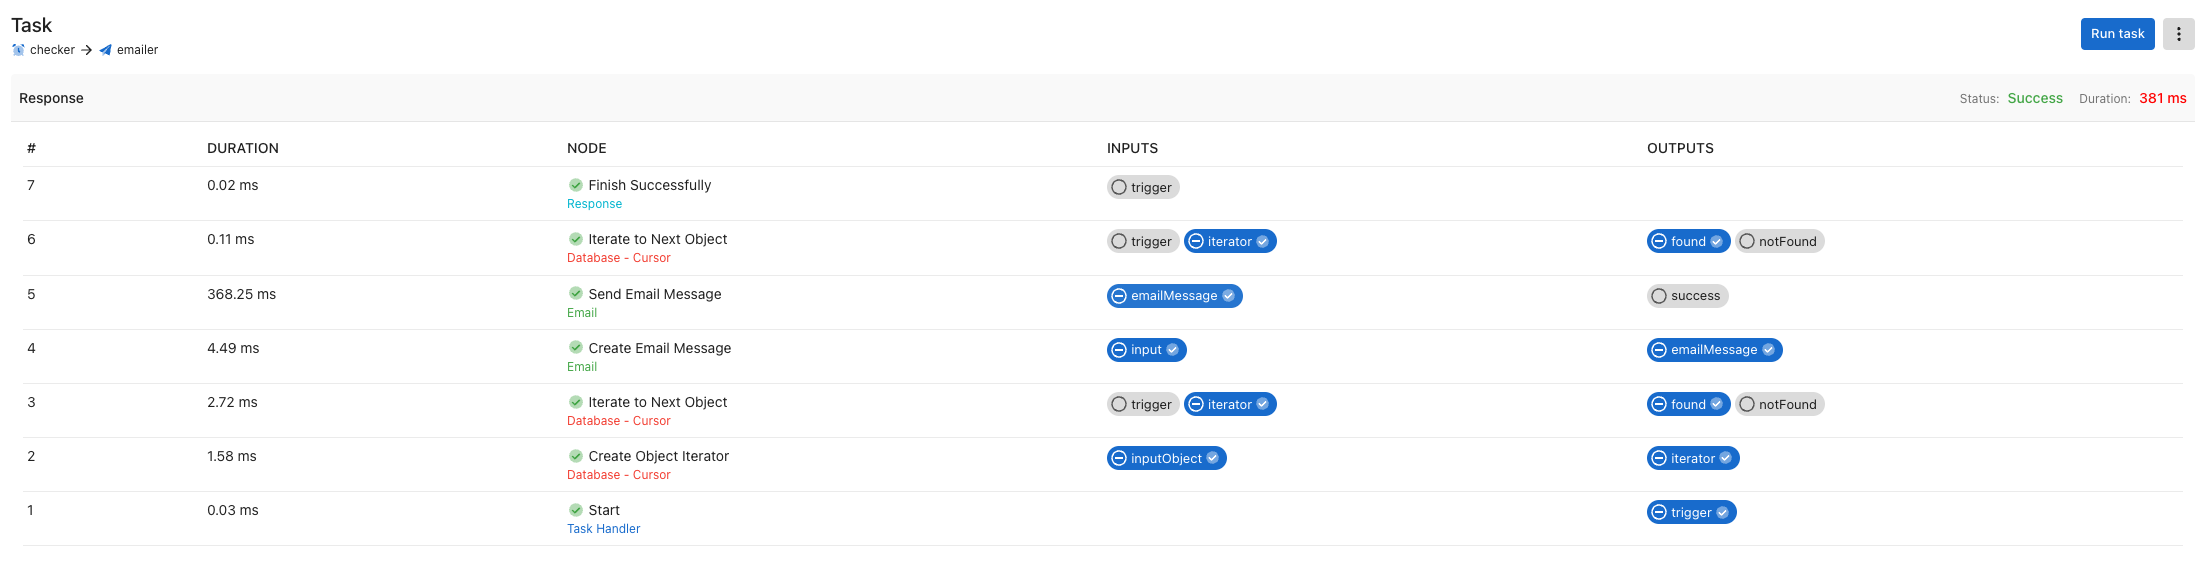 Task
checker → emailer
Run task
Response
Status: Success Duration: 381 ms
# DURATION NODE INPUTS OUTPUTS
7 0.02 ms Finish Successfully trigger
Response
6 0.11 ms Iterate to Next Object trigger iterator found notFound
Database - Cursor
5 368.25 ms Send Email Message emailMessage success
Email
4 4.49 ms Create Email Message input emailMessage
Email
3 2.72 ms Iterate to Next Object trigger iterator found notFound
Database - Cursor
2 1.58 ms Create Object Iterator inputObject iterator
Database - Cursor
1 0.03 ms Start trigger
Task Handler